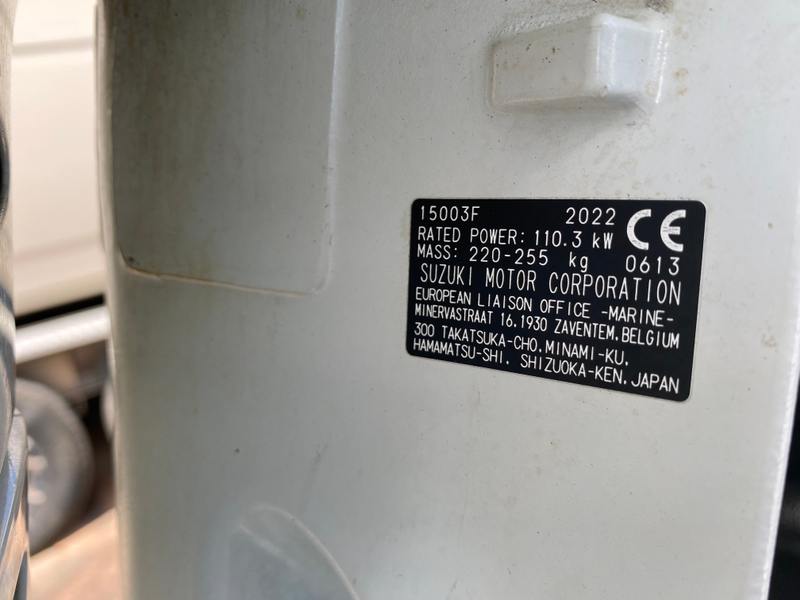 15003F 2022 CE
RATED POWER: 110.3 kW
MASS: 220-255 kg 0613
SUZUKI MOTOR CORPORATION
EUROPEAN LIAISON OFFICE -MARINE-
MINERVASTRAAT 16.1930 ZAVENTEM.BELGIUM
300 TAKATSUKA-CHO.MINAMI-KU.
HAMAMATSU-SHI. SHIZUOKA-KEN.JAPAN